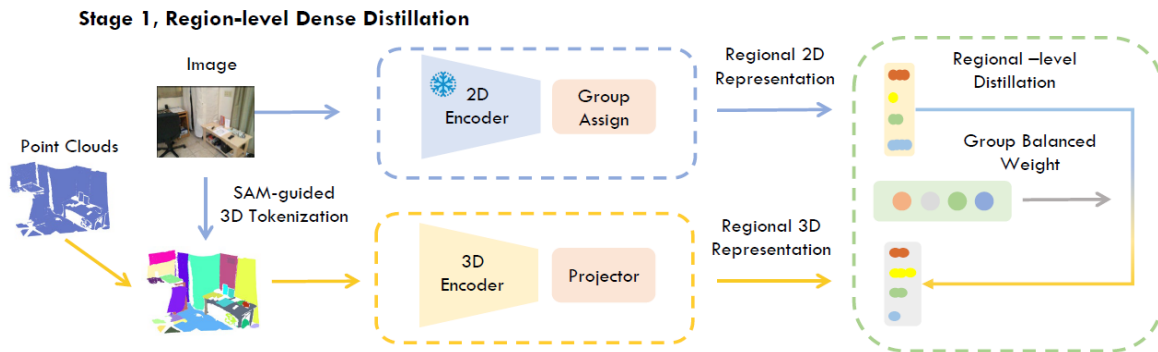 Stage 1, Region-level Dense Distillation
Image
Point Clouds
SAM-guided
3D Tokenization
2D
Encoder
Group
Assign
3D
Encoder
Projector
Regional 2D
Representation
Regional 3D
Representation
Regional –level
Distillation
Group Balanced
Weight